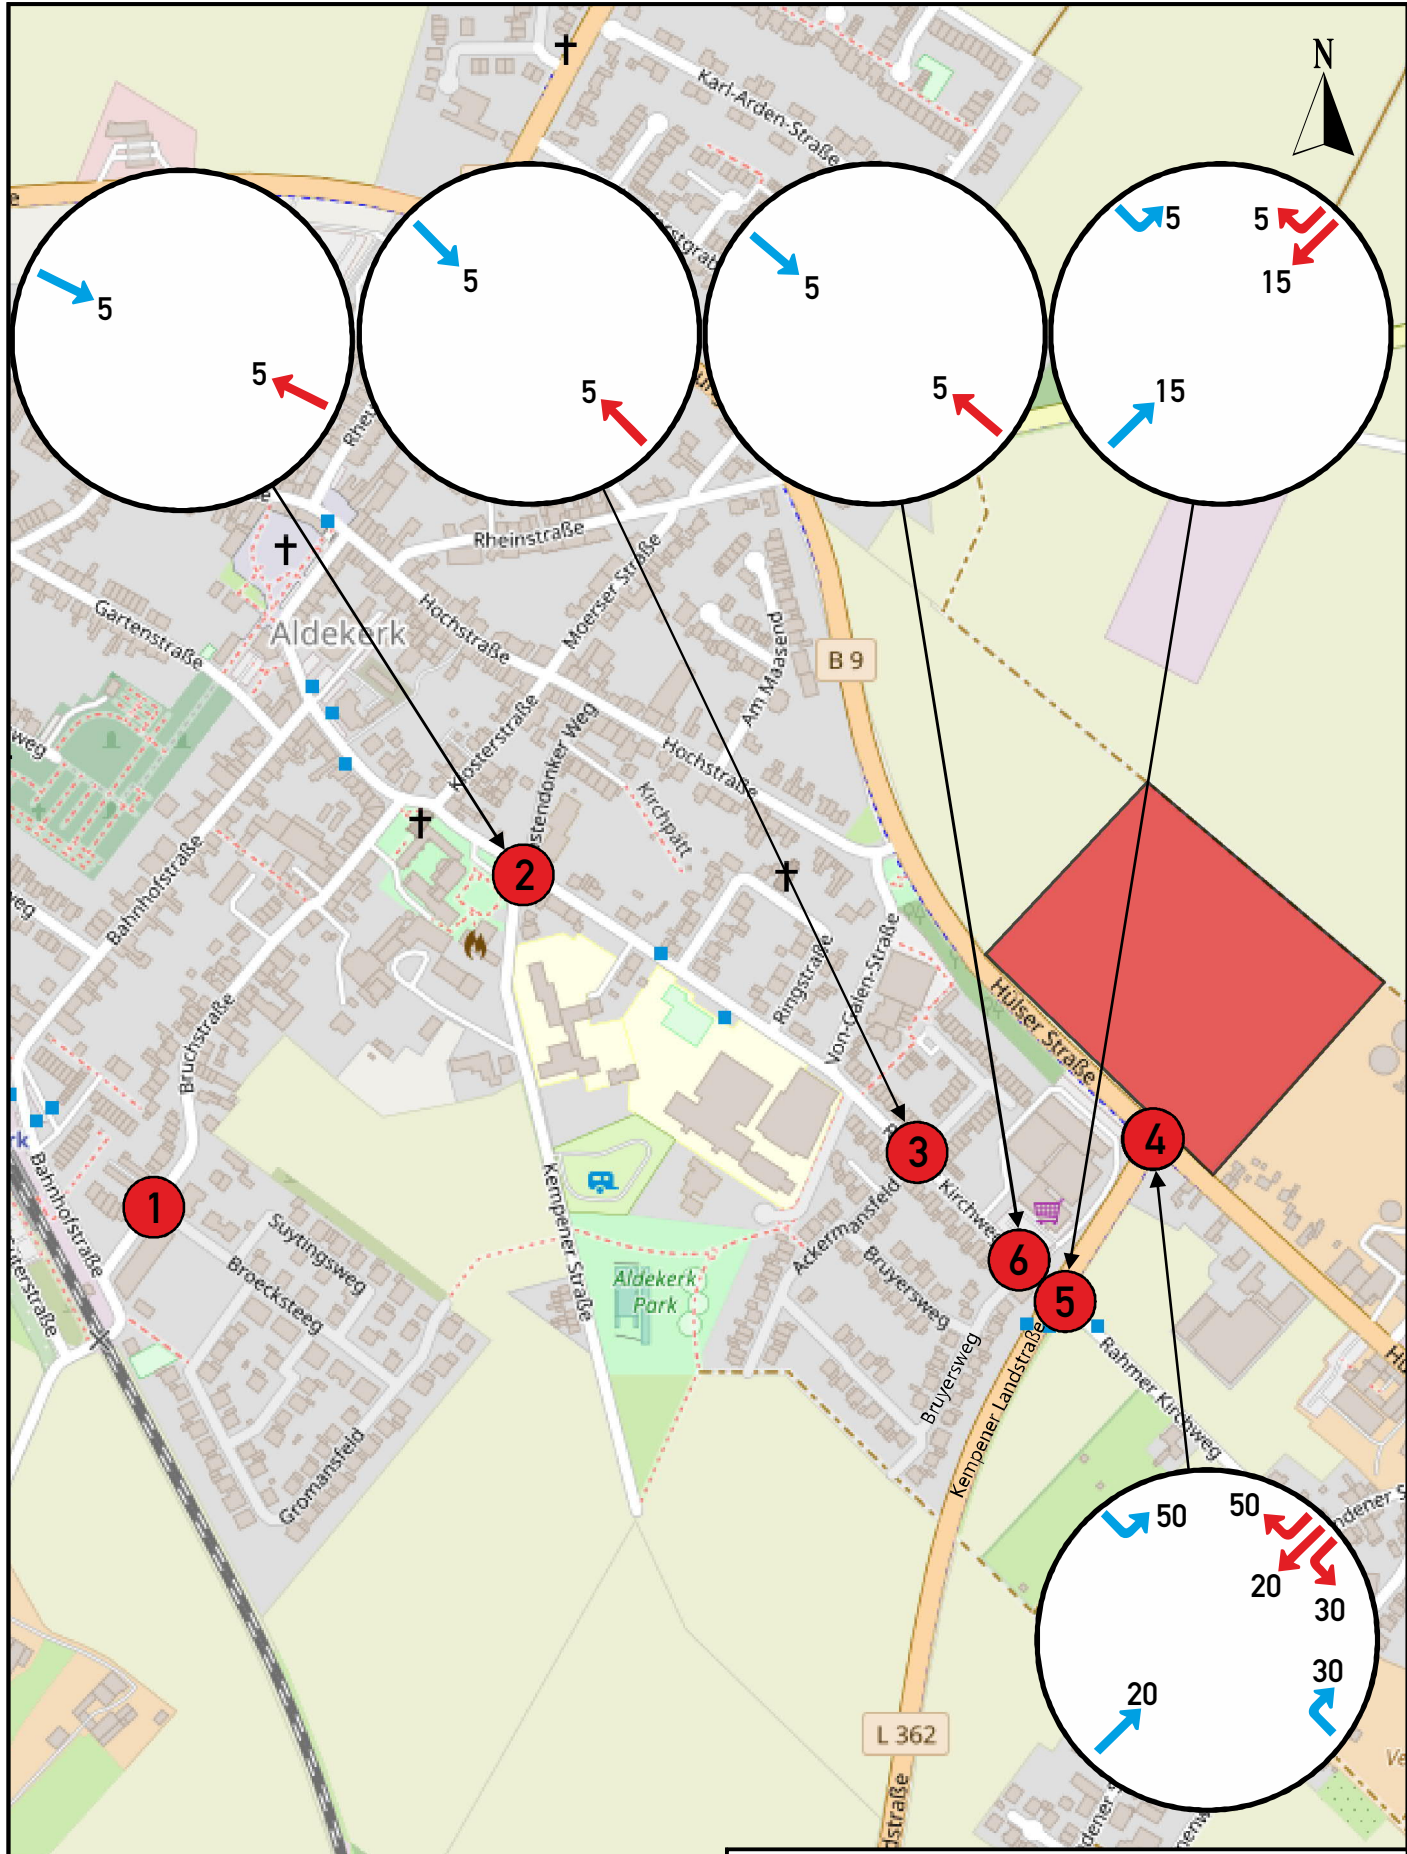 N
Karl-Arden-Straße
5
5
5
5
5
5
5
5
15
15
Rheinstraße
Moerser Straße
Hochstraße
Gartenstraße
Aldekerk
Am Maasend
B 9
Klosterstraße
Hochstraße
Kirchpatt
weg
Bahnhofstraße
2
weg
Ringstraße
Von-Galen-Straße
Hülser Straße
Bruchstraße
Bahnhofstraße
1
3
4
Kirchweg
Ackermansfeld
Kempener Straße
Suytingsweg
Broecksteeg
Aldekerk
Park
Bruyersweg
6
5
Rahmer Kirchweg
Bruyersweg
Kempener Landstraße
Gromansfeld
50
50
20
30
30
20
L 362